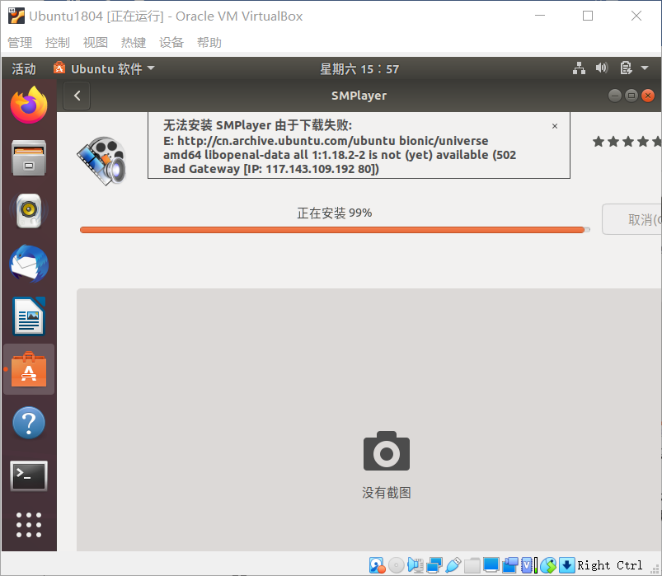 Ubuntu1804 [正在运行] - Oracle VM VirtualBox
管理 控制 视图 热键 设备 帮助
活动 Ubuntu 软件 星期六 15:57
SMPlayer
无法安装 SMPlayer 由于下载失败:
E: http://cn.archive.ubuntu.com/ubuntu bionic/universe
amd64 libopenal-data all 1:1.18.2-2 is not (yet) available (502
Bad Gateway [IP: 117.143.109.192 80])
正在安装 99%
取消(C
没有截图
Right Ctrl